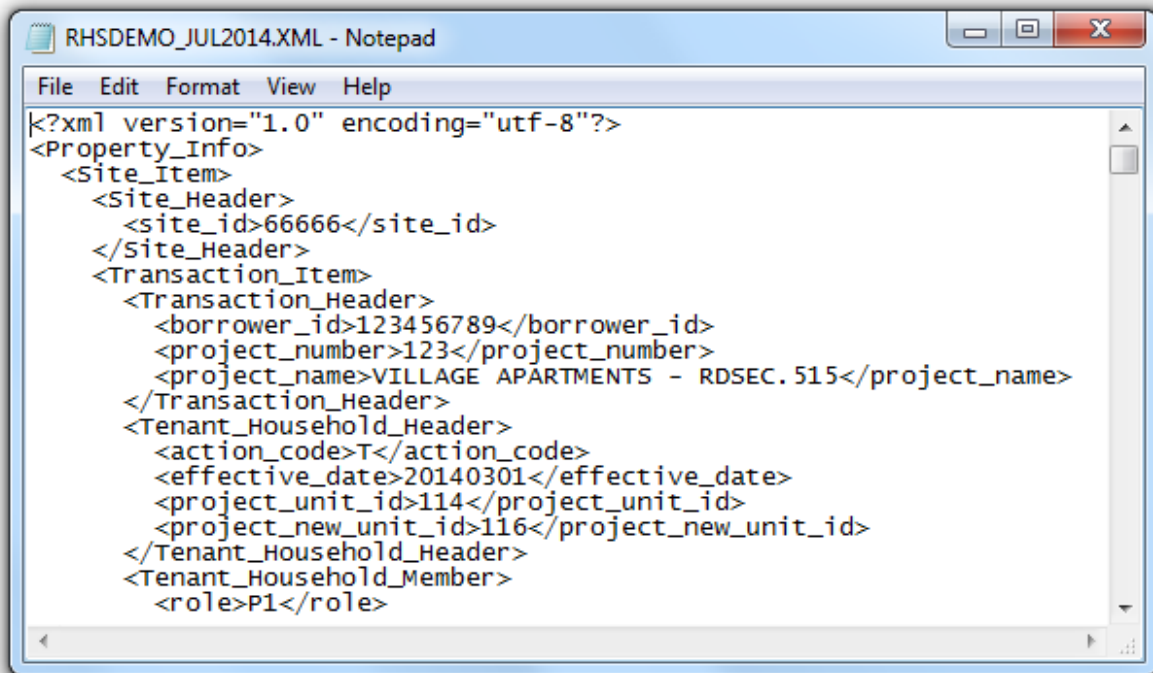 RHSDEMO_JUL2014.XML - Notepad
File Edit Format View Help
<?xml version="1.0" encoding="utf-8"?>
<Property_Info>
  <Site_Item>
    <Site_Header>
      <site_id>66666</site_id>
    </Site_Header>
    <Transaction_Item>
      <Transaction_Header>
        <borrower_id>123456789</borrower_id>
        <project_number>123</project_number>
        <project_name>VILLAGE APARTMENTS - RDSEC.515</project_name>
      </Transaction_Header>
      <Tenant_Household_Header>
        <action_code>T</action_code>
        <effective_date>20140301</effective_date>
        <project_unit_id>114</project_unit_id>
        <project_new_unit_id>116</project_new_unit_id>
      </Tenant_Household_Header>
      <Tenant_Household_Member>
        <role>P1</role>